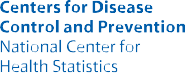 Centers for Disease
Control and Prevention
National Center for
Health Statistics